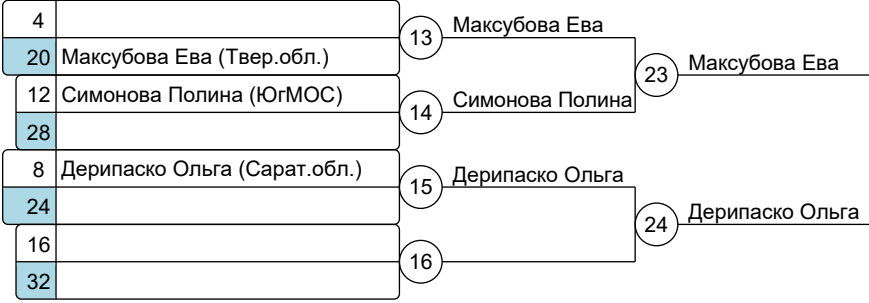 4
13
Максубова Ева
20 Максубова Ева (Твер.обл.)
23
Максубова Ева
12 Симонова Полина (ЮгМОС)
14
Симонова Полина
28
8 Дерипаско Ольга (Сарат.обл.)
15
Дерипаско Ольга
24
24
Дерипаско Ольга
16
16
32